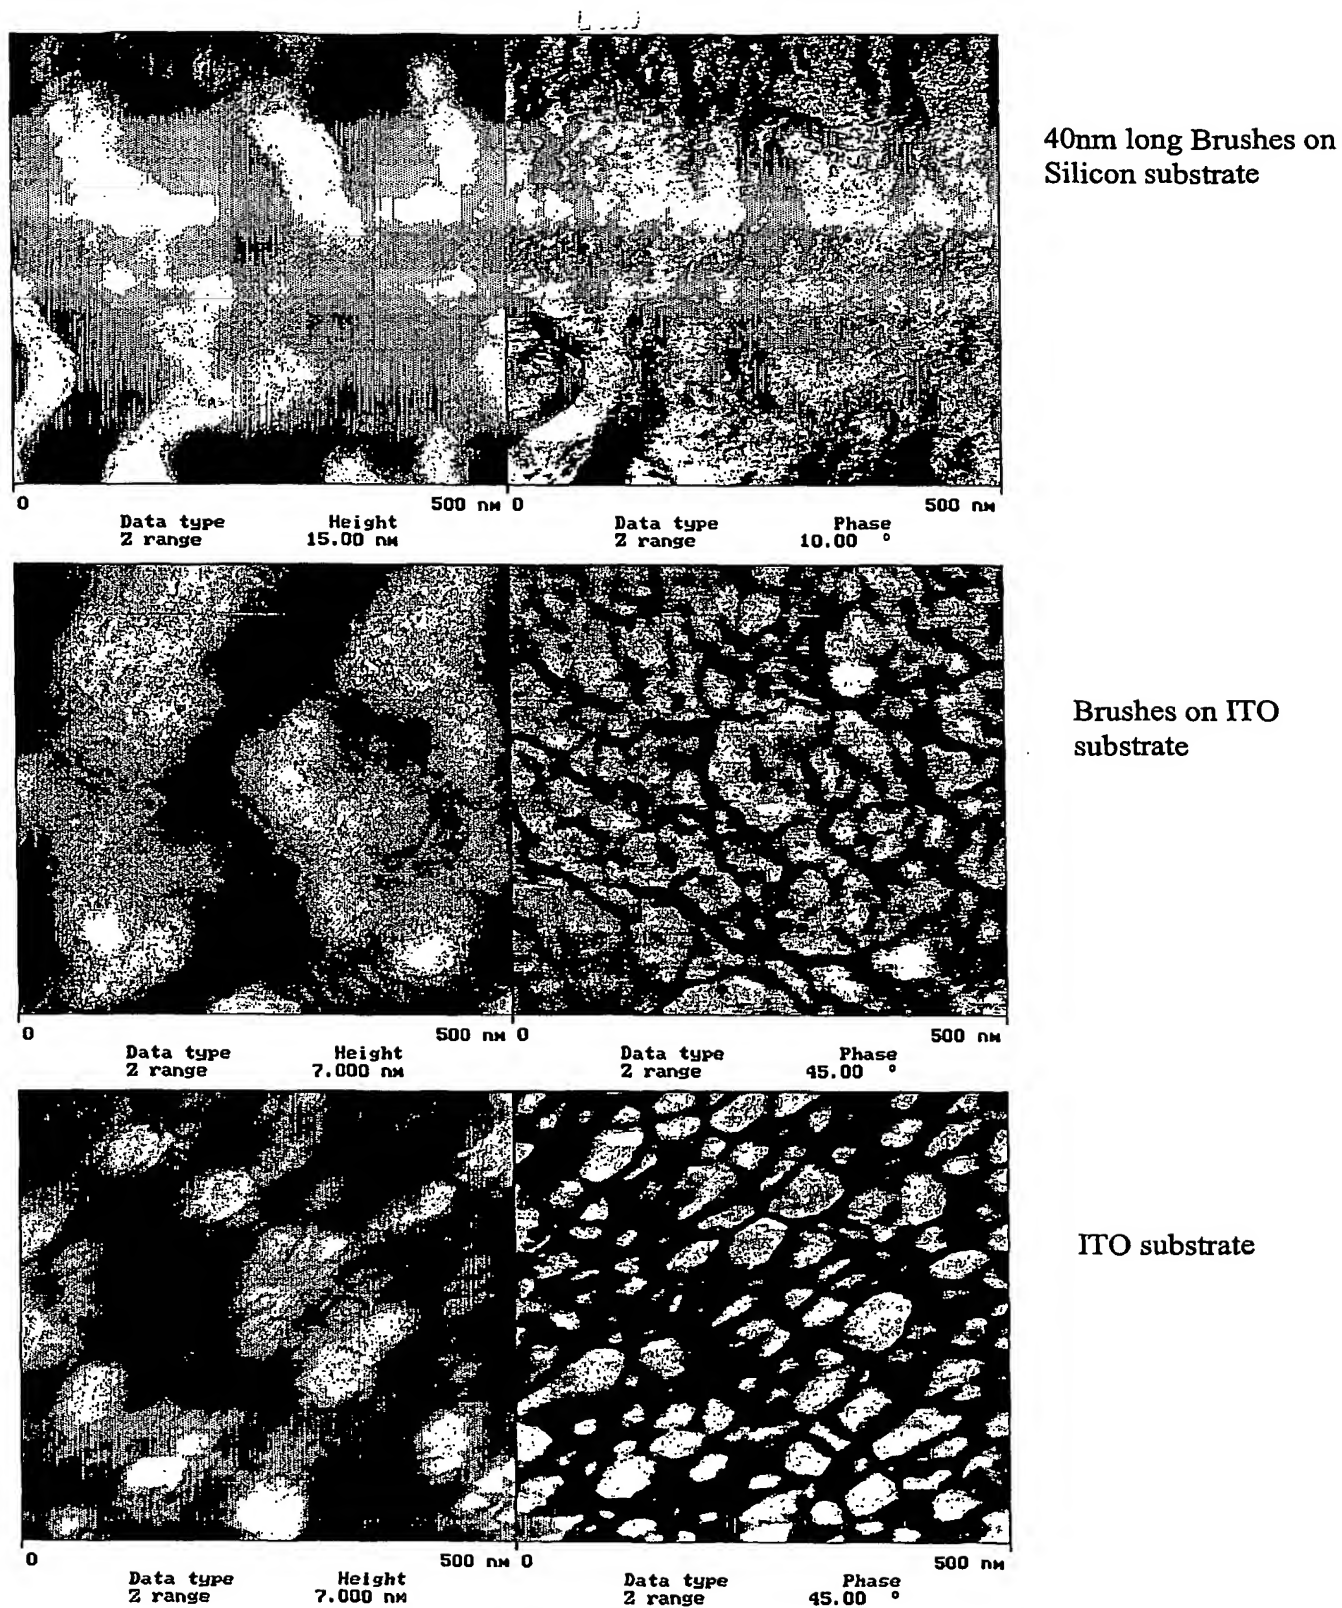 40nm long Brushes on
Silicon substrate
0 500 nm 0 500 nm
Data type Height Data type Phase
Z range 15.00 nm Z range 10.00 °
Brushes on ITO
substrate
0 500 nm 0 500 nm
Data type Height Data type Phase
Z range 7.000 nm Z range 45.00 °
ITO substrate
0 500 nm 0 500 nm
Data type Height Data type Phase
Z range 7.000 nm Z range 45.00 °